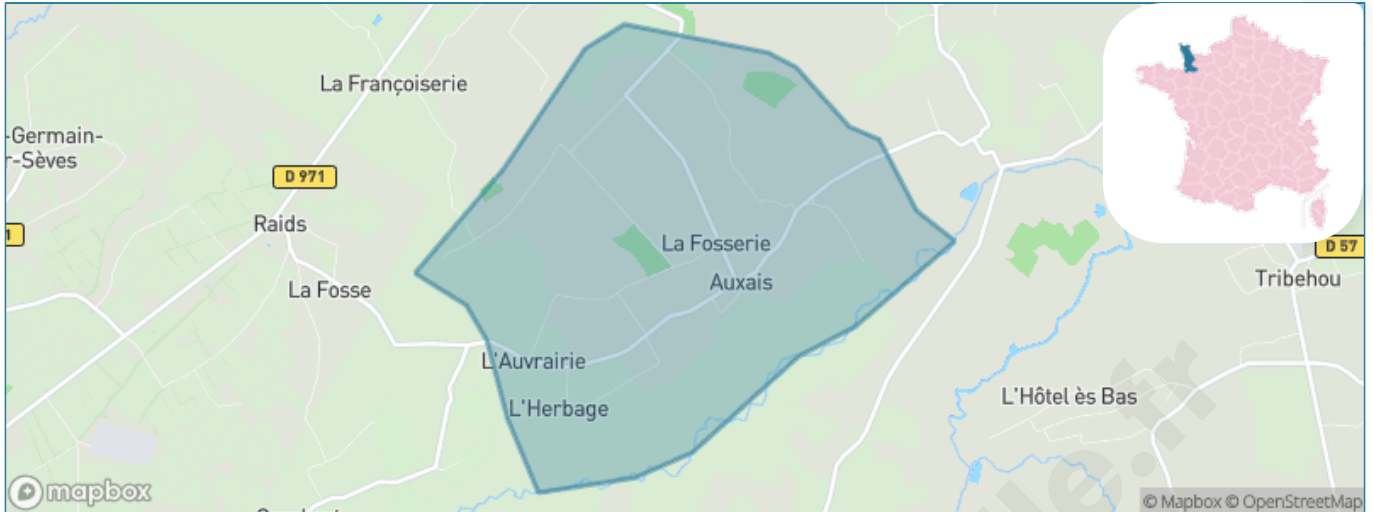 La Françoiserie
-Germain-
r-Sèves
D 971
Raids
La Fosserie
D 57
1
Auxais
Tribehou
La Fosse
L'Auvrairie
L'Hôtel ès Bas
L'Herbage
mapbox
© Mapbox © OpenStreetMap